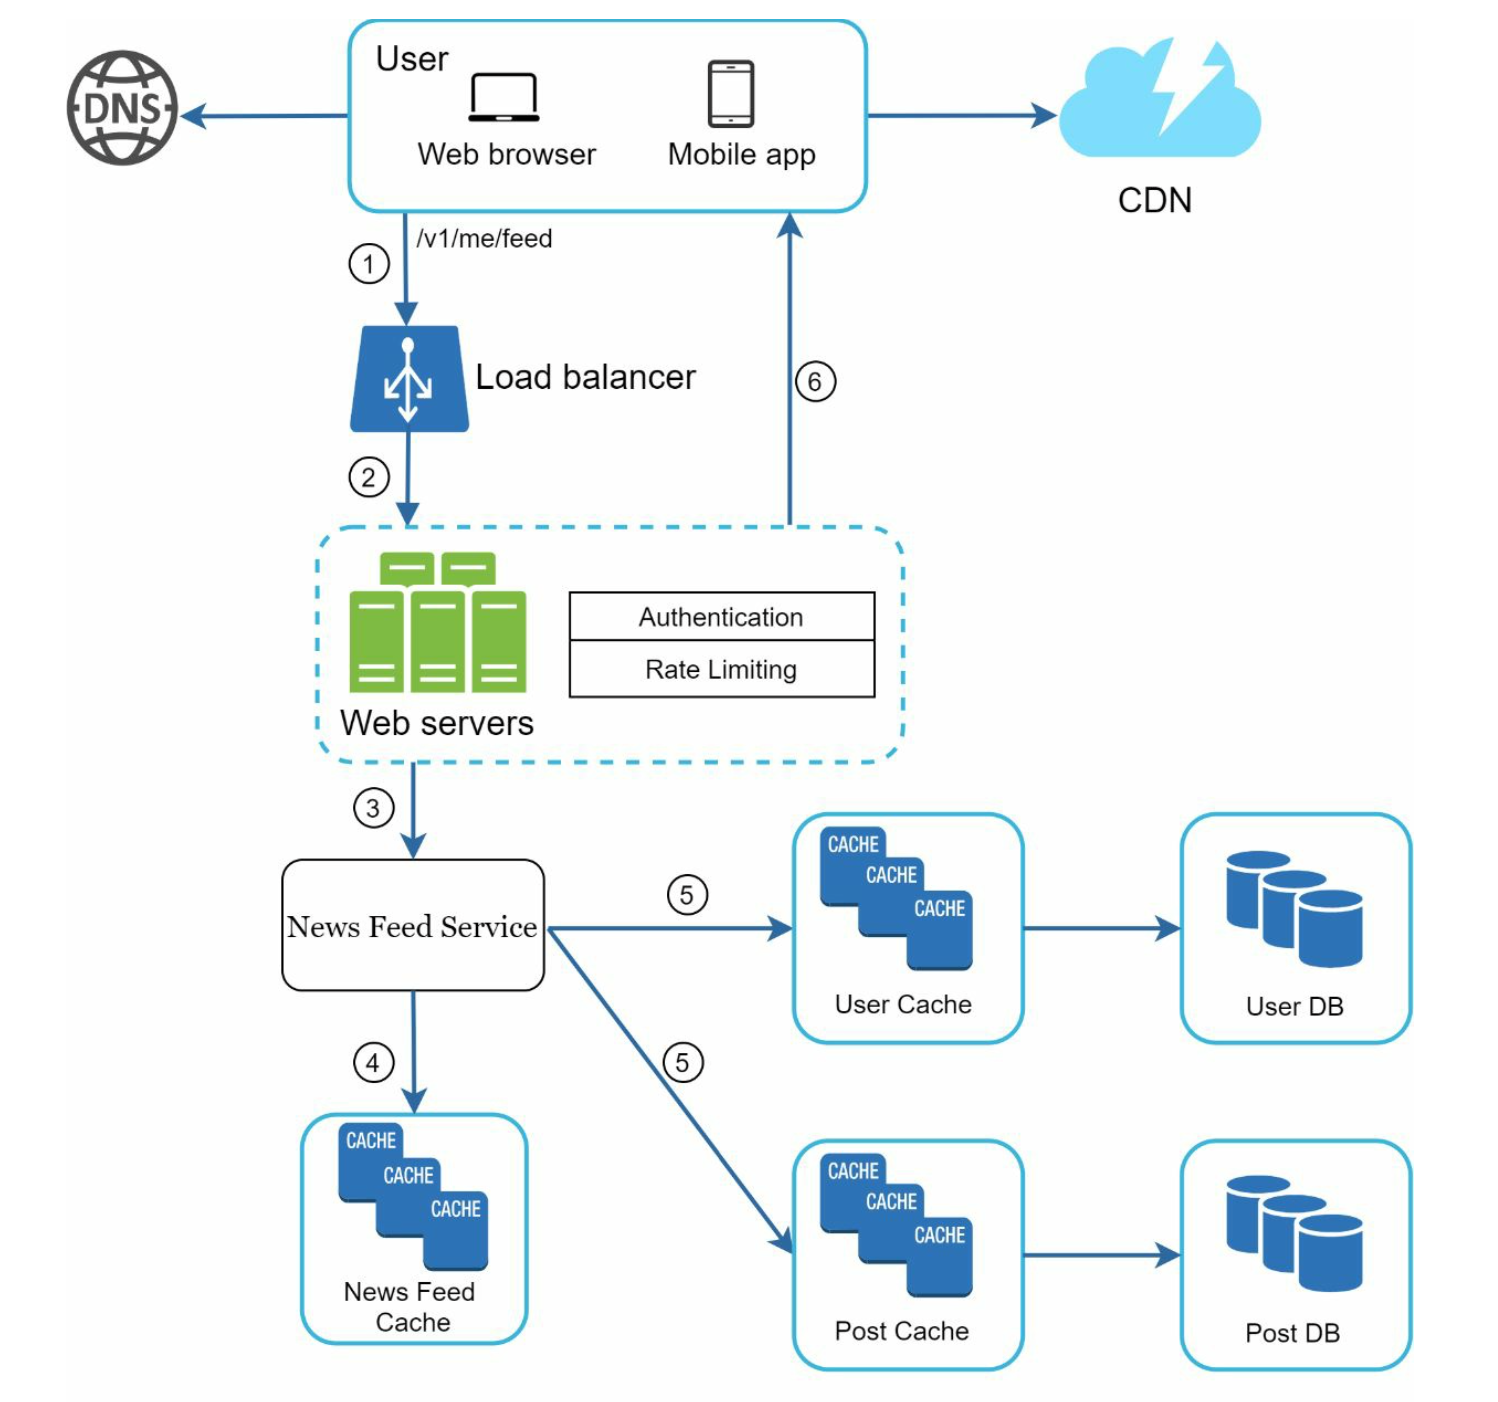 User
DNS
Web browser
Mobile app
CDN
/v1/me/feed
1
Load balancer
6
2
Authentication
Rate Limiting
Web servers
3
CACHE
CACHE
CACHE
5
News Feed Service
User Cache
User DB
4
5
CACHE
CACHE
CACHE
News Feed
Cache
CACHE
CACHE
CACHE
Post Cache
Post DB